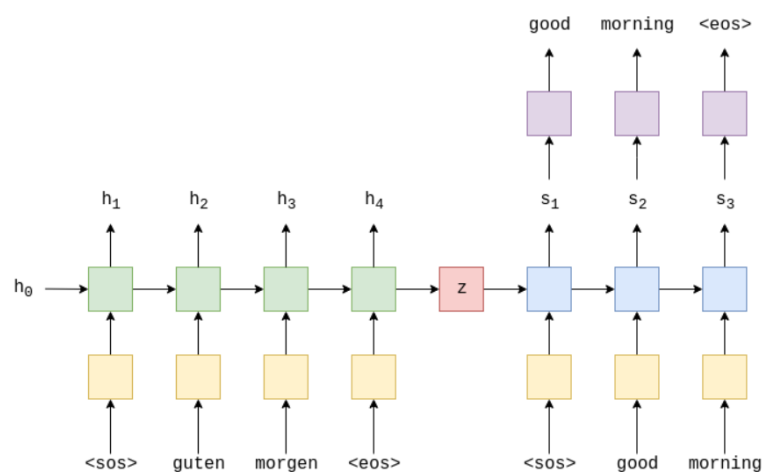 good morning <eos>
h₁ h₂ h₃ h₄ s₁ s₂ s₃
h₀ z
<sos> guten morgen <eos> <sos> good morning